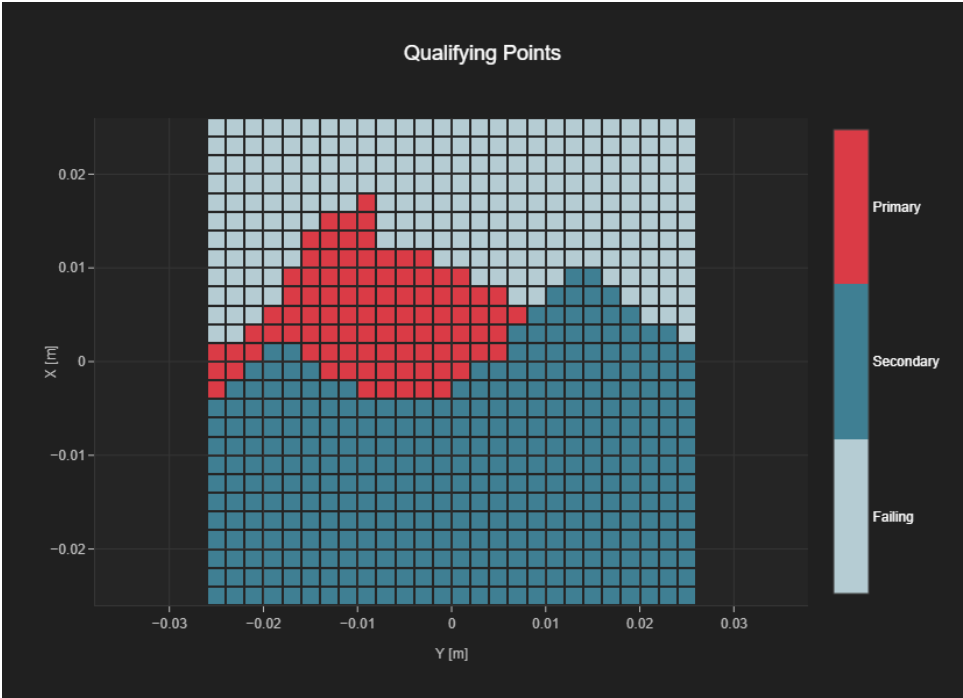 Qualifying Points
0.02
0.01
0
−0.01
−0.02
X [m]
−0.03
−0.02
−0.01
0
0.01
0.02
0.03
Y [m]
Primary
Secondary
Failing